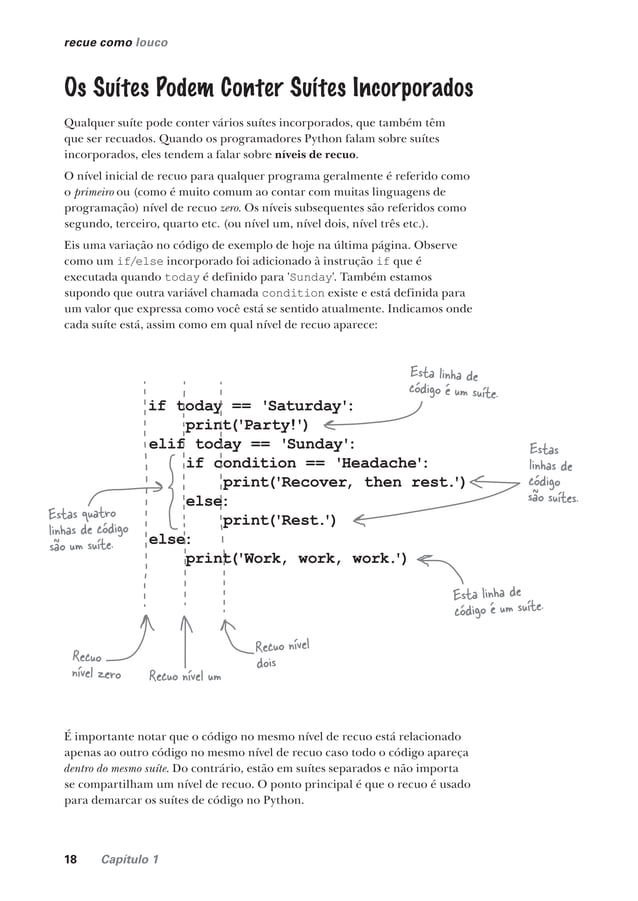 recue como louco
Os Suítes Podem Conter Suítes Incorporados
Qualquer suíte pode conter vários suítes incorporados, que também têm
que ser recuados. Quando os programadores Python falam sobre suítes
incorporados, eles tendem a falar sobre níveis de recuo.
O nível inicial de recuo para qualquer programa geralmente é referido como
o primeiro ou (como é muito comum ao contar com muitas linguagens de
programação) nível de recuo zero. Os níveis subsequentes são referidos como
segundo, terceiro, quarto etc. (ou nível um, nível dois, nível três etc.).
Eis uma variação no código de exemplo de hoje na última página. Observe
como um if/else incorporado foi adicionado à instrução if que é
executada quando today é definido para 'Sunday'. Também estamos
supondo que outra variável chamada condition existe e está definida para
um valor que expressa como você está se sentido atualmente. Indicamos onde
cada suíte está, assim como em qual nível de recuo aparece:
Esta linha de
código é um suíte.
if today == 'Saturday':
print('Party!')
elif today == 'Sunday':
if condition == 'Headache':
print('Recover, then rest.')
else:
print('Rest.')
else:
print('Work, work, work.')
Estas
linhas de
código
são suítes.
Estas quatro
linhas de código
são um suíte.
Esta linha de
código é um suíte.
Recuo
nível zero
Recuo nível um
Recuo nível
dois
É importante notar que o código no mesmo nível de recuo está relacionado
apenas ao outro código no mesmo nível de recuo caso todo o código apareça
dentro do mesmo suíte. Do contrário, estão em suítes separados e não importa
se compartilham um nível de recuo. O ponto principal é que o recuo é usado
para demarcar os suítes de código no Python.
18 Capítulo 1